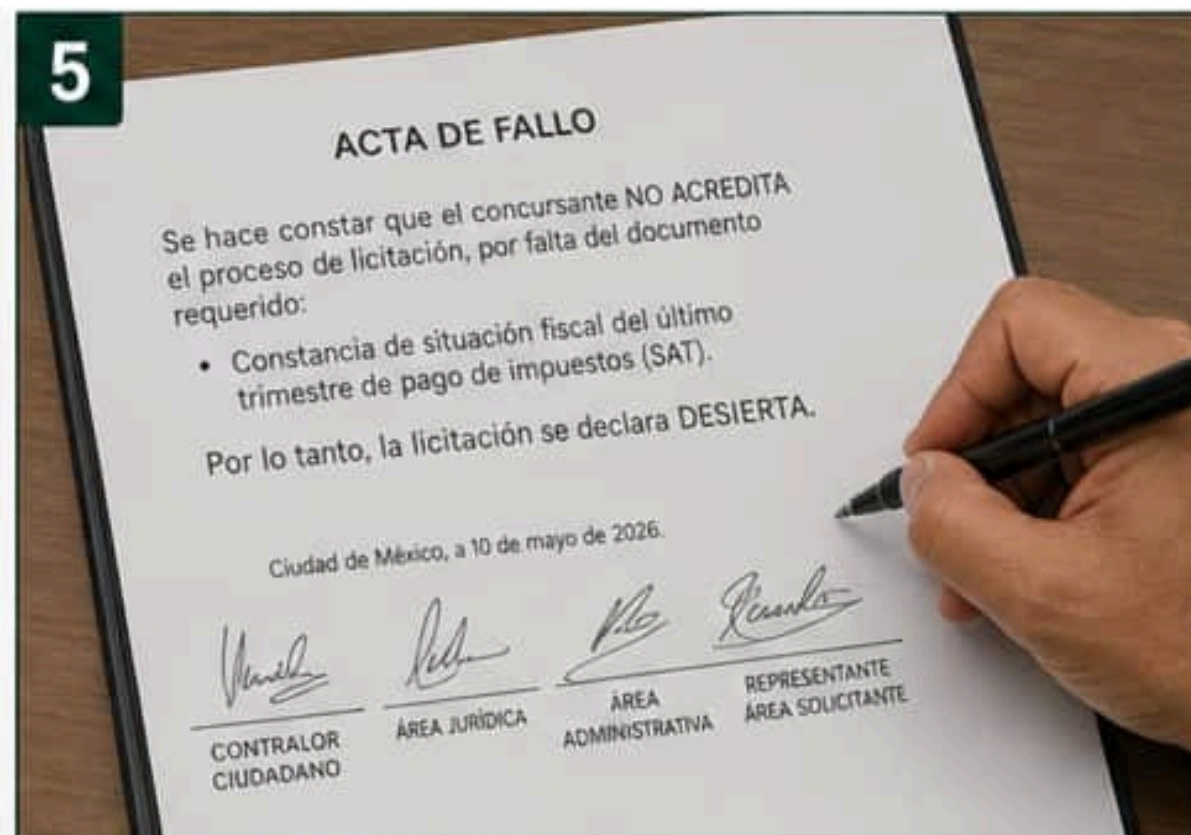 5
ACTA DE FALLO
Se hace constar que el concursante NO ACREDITA
el proceso de licitación, por falta del documento
requerido:
• Constancia de situación fiscal del último
trimestre de pago de impuestos (SAT).
Por lo tanto, la licitación se declara DESIERTA.
Ciudad de México, a 10 de mayo de 2026.
CONTRALOR
CIUDADANO
ÁREA JURÍDICA
ÁREA
ADMINISTRATIVA
REPRESENTANTE
ÁREA SOLICITANTE